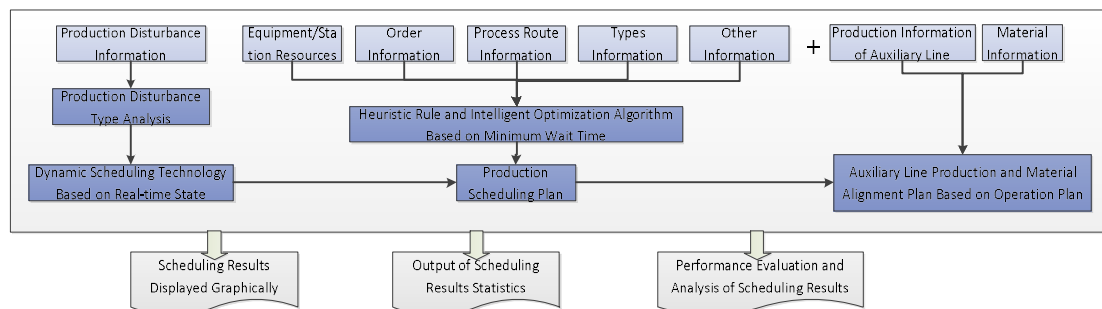 Production Disturbance
Information
Equipment/Sta
tion Resources
Order
Information
Process Route
Information
Types
Information
Other
Information
+
Production Information
of Auxiliary Line
Material
Information
Production Disturbance
Type Analysis
Heuristic Rule and Intelligent Optimization Algorithm
Based on Minimum Wait Time
Dynamic Scheduling Technology
Based on Real-time State
Production
Scheduling Plan
Auxiliary Line Production and Material
Alignment Plan Based on Operation Plan
Scheduling Results
Displayed Graphically
Output of Scheduling
Results Statistics
Performance Evaluation and
Analysis of Scheduling Results